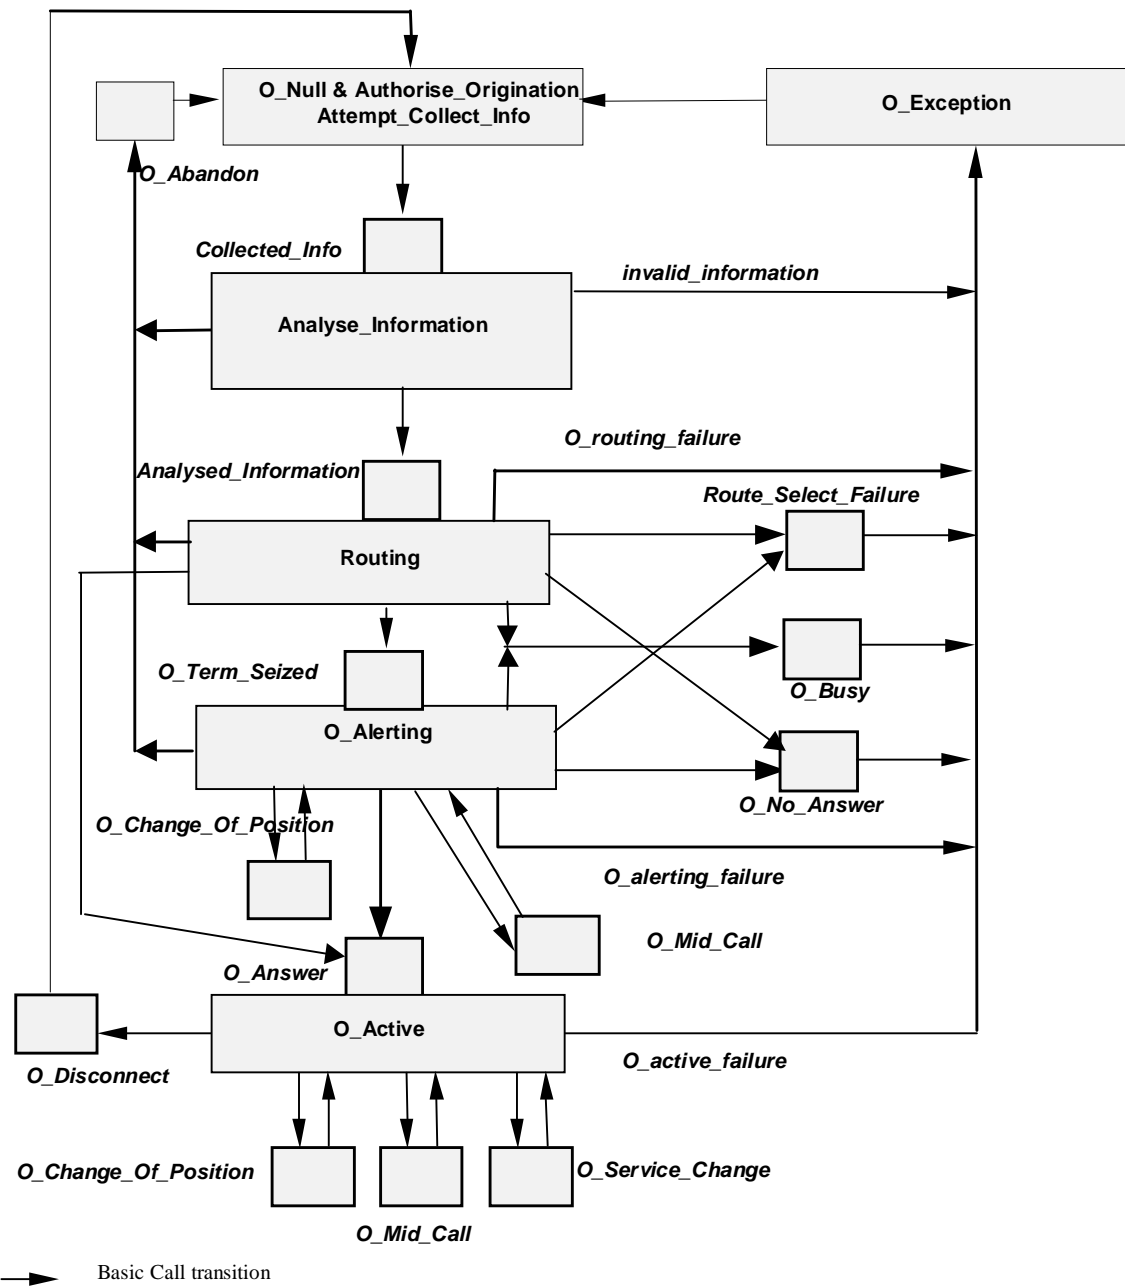 O_Null & Authorise_Origination
Attempt_Collect_Info
O_Exception
O_Abandon
Collected_Info
invalid_information
Analyse_Information
O_routing_failure
Analysed_Information
Route_Select_Failure
Routing
O_Term_Seized
O_Busy
O_Alerting
O_No_Answer
O_Change_Of_Position
O_alerting_failure
O_Mid_Call
O_Answer
O_Active
O_active_failure
O_Disconnect
O_Change_Of_Position
O_Service_Change
O_Mid_Call
Basic Call transition